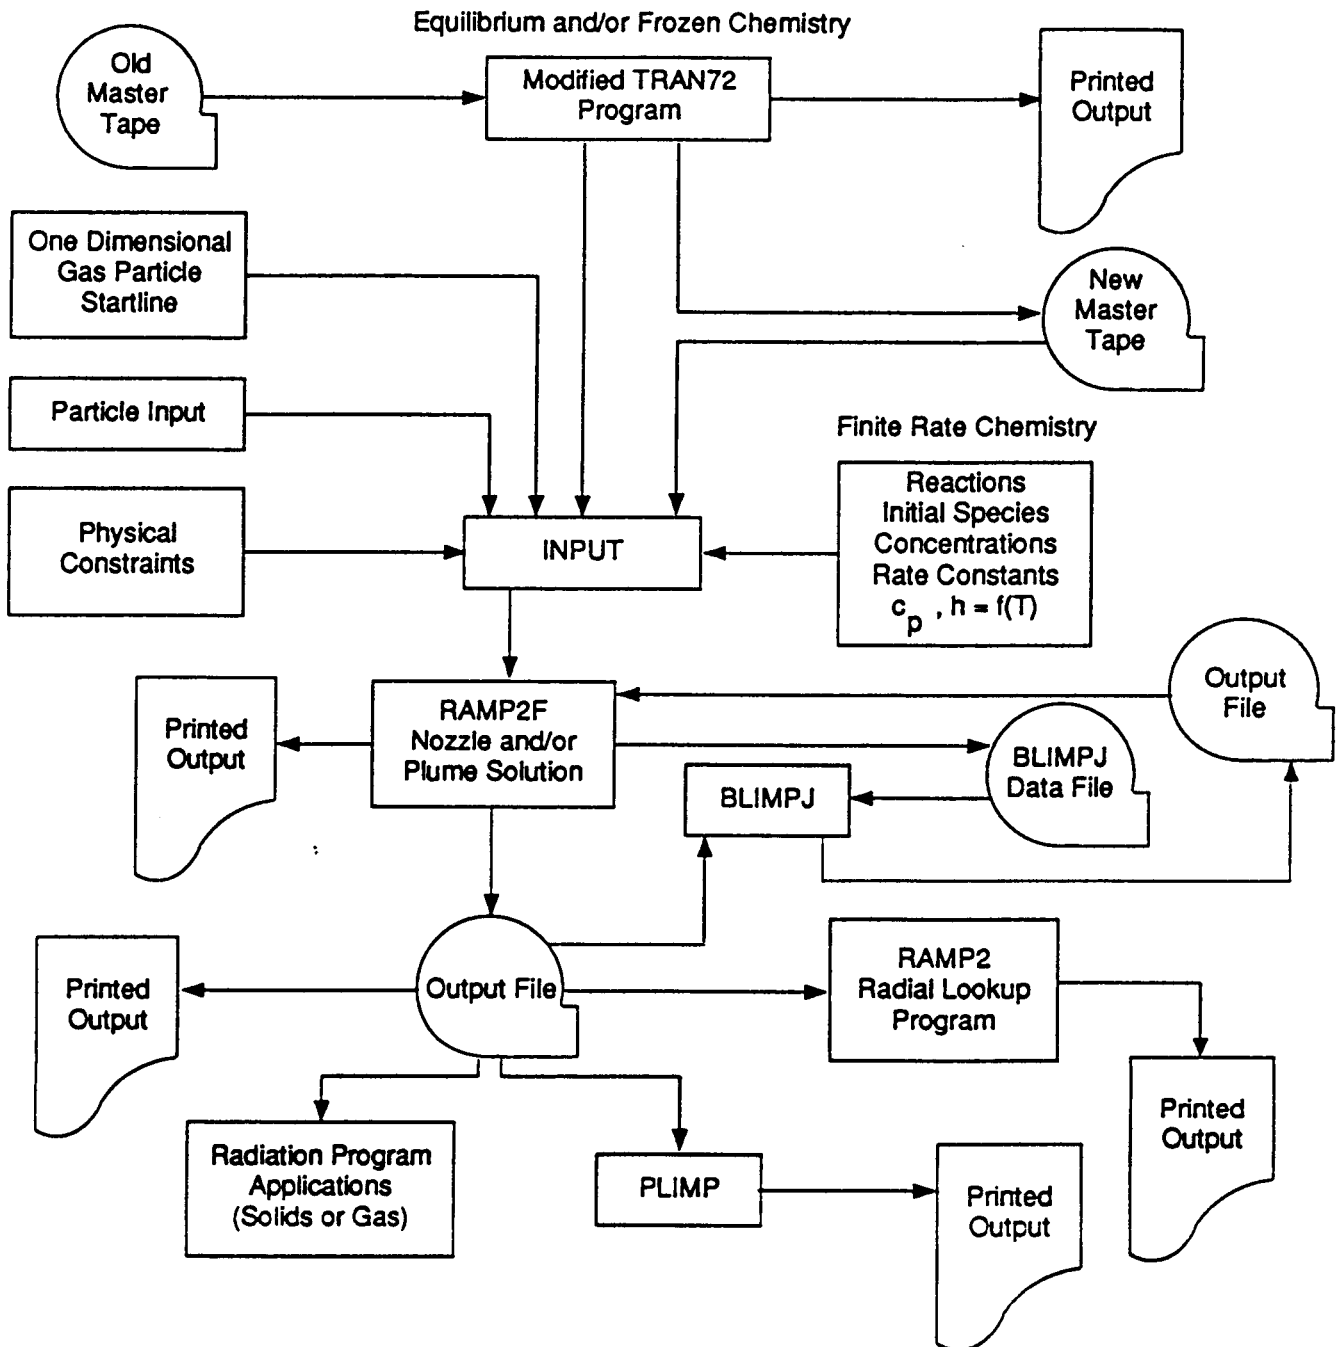 Equilibrium and/or Frozen Chemistry
Old
Master
Tape
Modified TRAN72
Program
Printed
Output
One Dimensional
Gas Particle
Startline
New
Master
Tape
Particle Input
Finite Rate Chemistry
Physical
Constraints
INPUT
Reactions
Initial Species
Concentrations
Rate Constants
c_p , h = f(T)
Printed
Output
RAMP2F
Nozzle and/or
Plume Solution
Output
File
BLIMPJ
BLIMPJ
Data File
Printed
Output
Output File
RAMP2
Radial Lookup
Program
Radiation Program
Applications
(Solids or Gas)
PLIMP
Printed
Output
Printed
Output